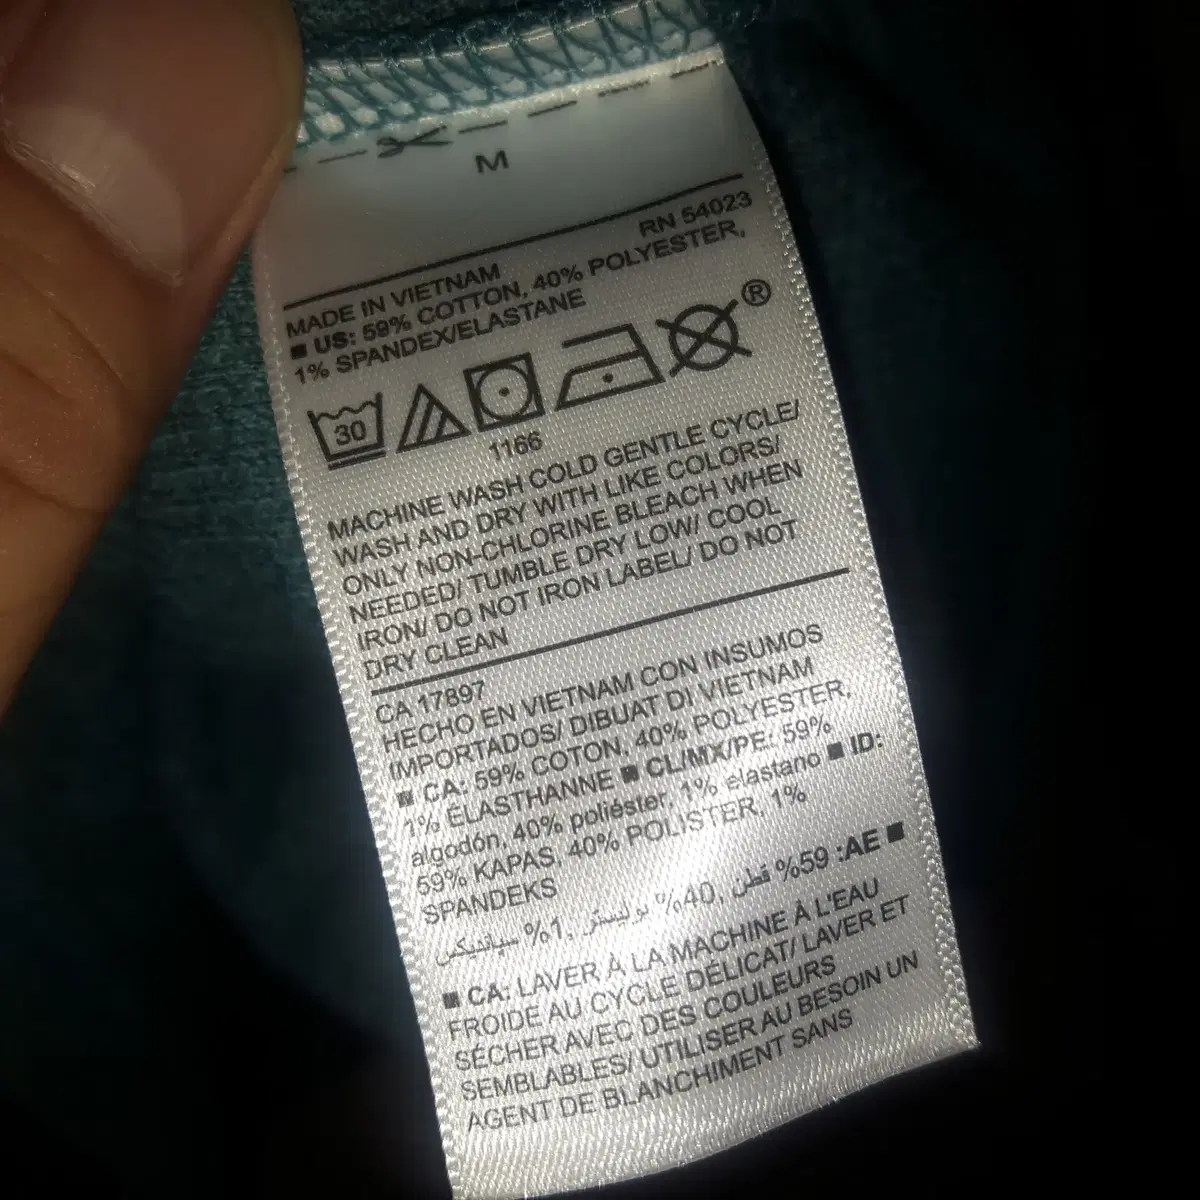 M
RN 54023
MADE IN VIETNAM
■ US: 59% COTTON, 40% POLYESTER,
1% SPANDEX/ELASTANE
30
®
1166
MACHINE WASH COLD GENTLE CYCLE/
WASH AND DRY WITH LIKE COLORS/
ONLY NON-CHLORINE BLEACH WHEN
NEEDED/ TUMBLE DRY LOW/ COOL
IRON/ DO NOT IRON LABEL/ DO NOT
DRY CLEAN
CA 17897
HECHO EN VIETNAM CON INSUMOS
IMPORTADOS/ DIBUAT DI VIETNAM
■ CA: 59% COTON, 40% POLYESTER,
1% ÉLASTHANNE ■ CL/MX/PE: 59%
algodón, 40% poliéster, 1% elastano ■ ID:
59% KAPAS, 40% POLISTER, 1%
SPANDEKS
■ AE: 59% قطن, 40% بوليستر, 1% سباندیکس
■ CA: LAVER À LA MACHINE À L'EAU
FROIDE AU CYCLE DÉLICAT/ LAVER ET
SÉCHER AVEC DES COULEURS
SEMBLABLES/ UTILISER AU BESOIN UN
AGENT DE BLANCHIMENT SANS